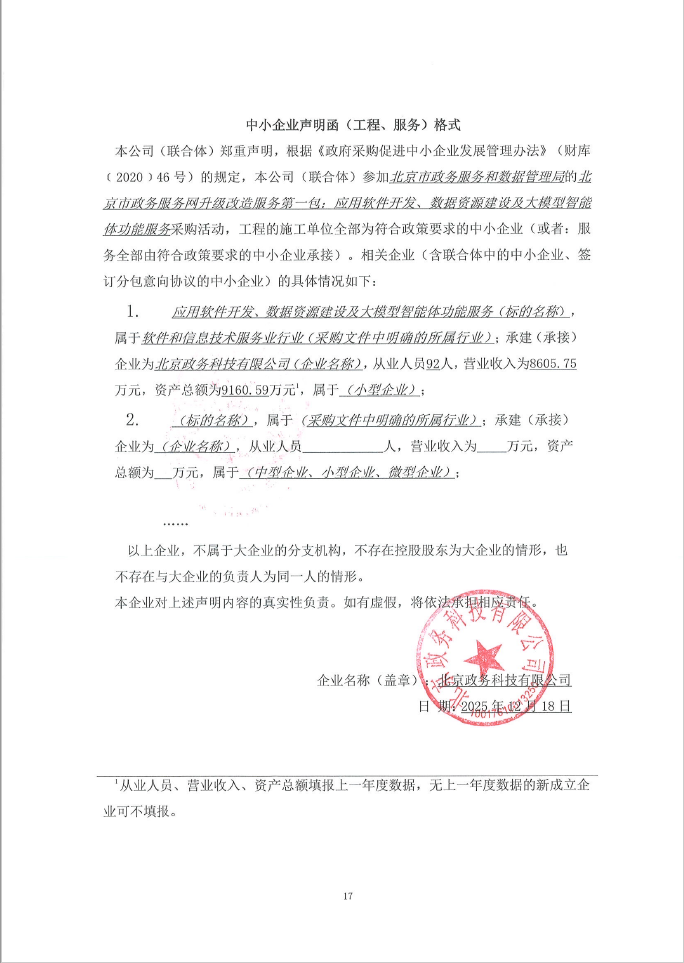 中小企业声明函（工程、服务）格式
本公司（联合体）郑重声明，根据《政府采购促进中小企业发展管理办法》（财库
﹝2020﹞46号）的规定，本公司（联合体）参加北京市政务服务和数据管理局的北
京市政务服务网升级改造服务第一包：应用软件开发、数据资源建设及大模型智能
体功能服务采购活动，工程的施工单位全部为符合政策要求的中小企业（或者：服
务全部由符合政策要求的中小企业承接）。相关企业（含联合体中的中小企业、签
订分包意向协议的中小企业）的具体情况如下：
1. 应用软件开发、数据资源建设及大模型智能体功能服务（标的名称），
属于软件和信息技术服务业行业（采购文件中明确的所属行业）；承建（承接）
企业为北京政务科技有限公司（企业名称），从业人员92人，营业收入为8605.75
万元，资产总额为9160.59万元¹，属于（小型企业）；
2. （标的名称），属于（采购文件中明确的所属行业）；承建（承接）
企业为（企业名称），从业人员____________人，营业收入为____万元，资产
总额为___万元，属于（中型企业、小型企业、微型企业）；
……
以上企业，不属于大企业的分支机构，不存在控股股东为大企业的情形，也
不存在与大企业的负责人为同一人的情形。
本企业对上述声明内容的真实性负责。如有虚假，将依法承担相应责任。
北京政务科技有限公司
企业名称（盖章）：北京政务科技有限公司
日 期：2025年12月18日
¹从业人员、营业收入、资产总额填报上一年度数据，无上一年度数据的新成立企
业可不填报。
17